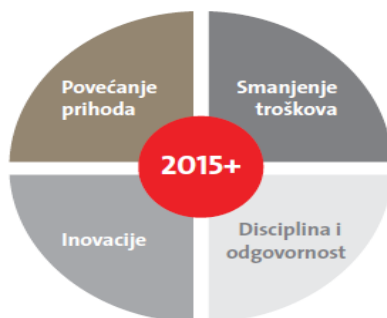 Povećanje
prihoda
Smanjenje
troškova
2015+
Inovacije
Disciplina i
odgovornost